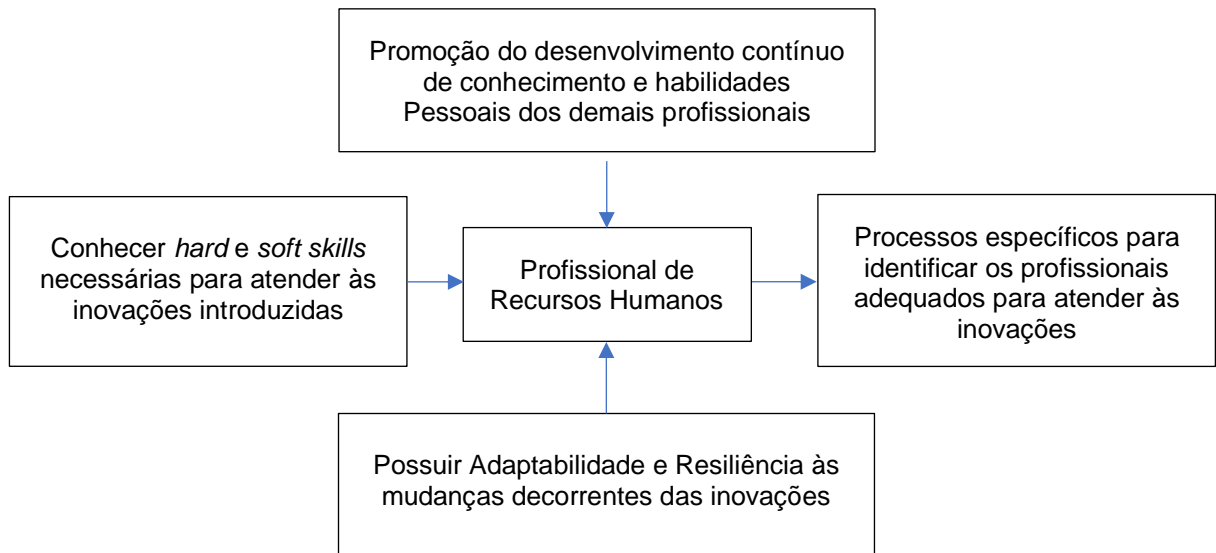 Promoção do desenvolvimento contínuo
de conhecimento e habilidades
Pessoais dos demais profissionais
Conhecer hard e soft skills
necessárias para atender às
inovações introduzidas
Profissional de
Recursos Humanos
Processos específicos para
identificar os profissionais
adequados para atender às
inovações
Possuir Adaptabilidade e Resiliência às
mudanças decorrentes das inovações